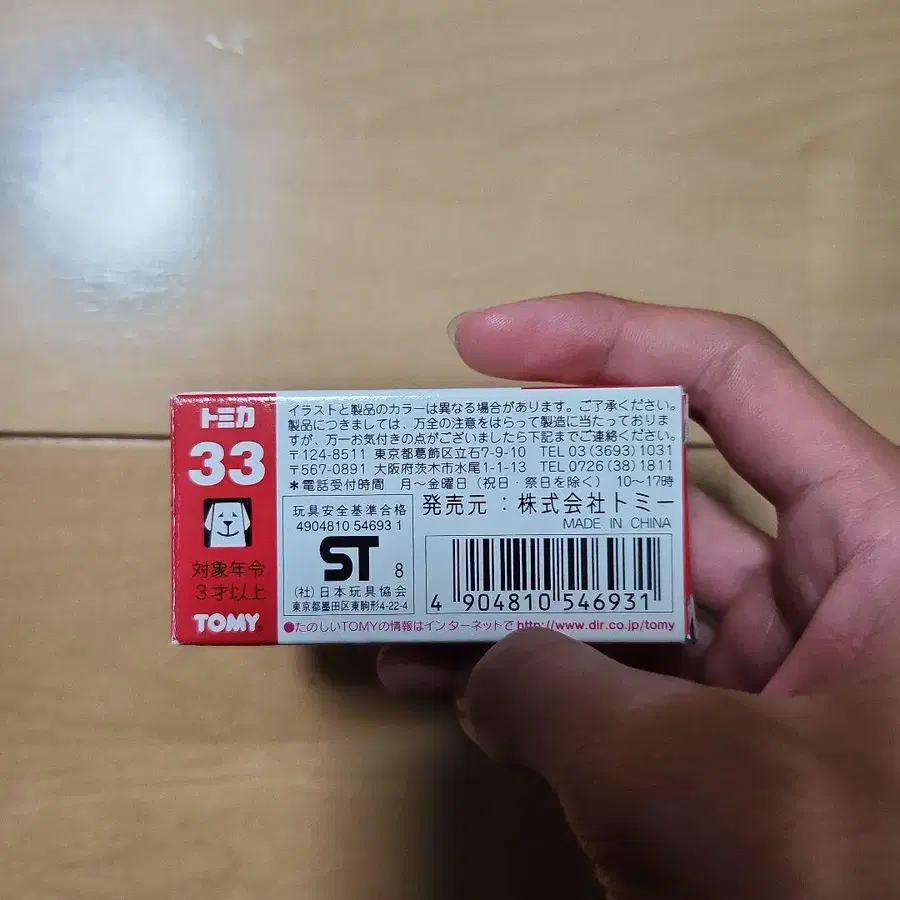 トミカ
33
対象年令
3才以上
TOMY
イラストと製品のカラーは異なる場合があります。ご了承ください。
製品につきましては、万全の注意をはらって製造に当たっておりま
すが、万一お気付きの点がございましたら下記までご連絡ください。
〒124-8511 東京都葛飾区立石7-9-10 TEL 03(3693)1031
〒567-0891 大阪府茨木市水尾1-1-13 TEL 0726(38)1811
*電話受付時間 月〜金曜日(祝日・祭日を除く) 10〜17時
玩具安全基準合格
4904810 54693 1
ST 8
(社)日本玩具協会
東京都墨田区東駒形4-22-4
発売元:株式会社トミー
MADE IN CHINA
4 904810 546931
●たのしいTOMYの情報はインターネットで http://www.dir.co.jp/tomy